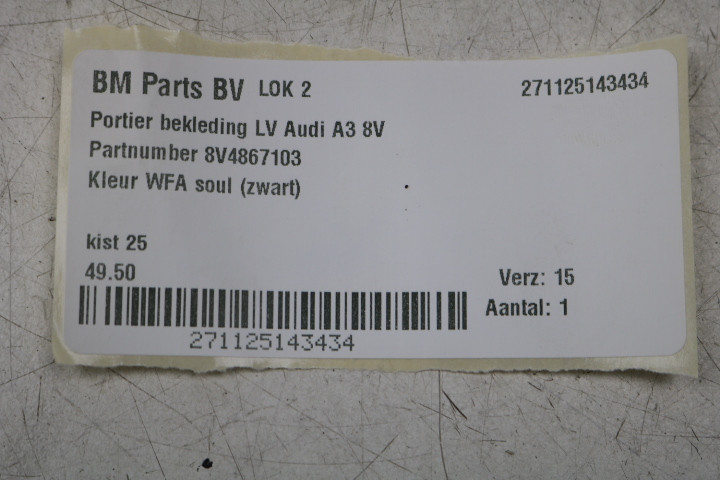 BM Parts BV LOK 2 271125143434
Portier bekleding LV Audi A3 8V
Partnumber 8V4867103
Kleur WFA soul (zwart)
kist 25
49.50 Verz: 15
Aantal: 1
271125143434